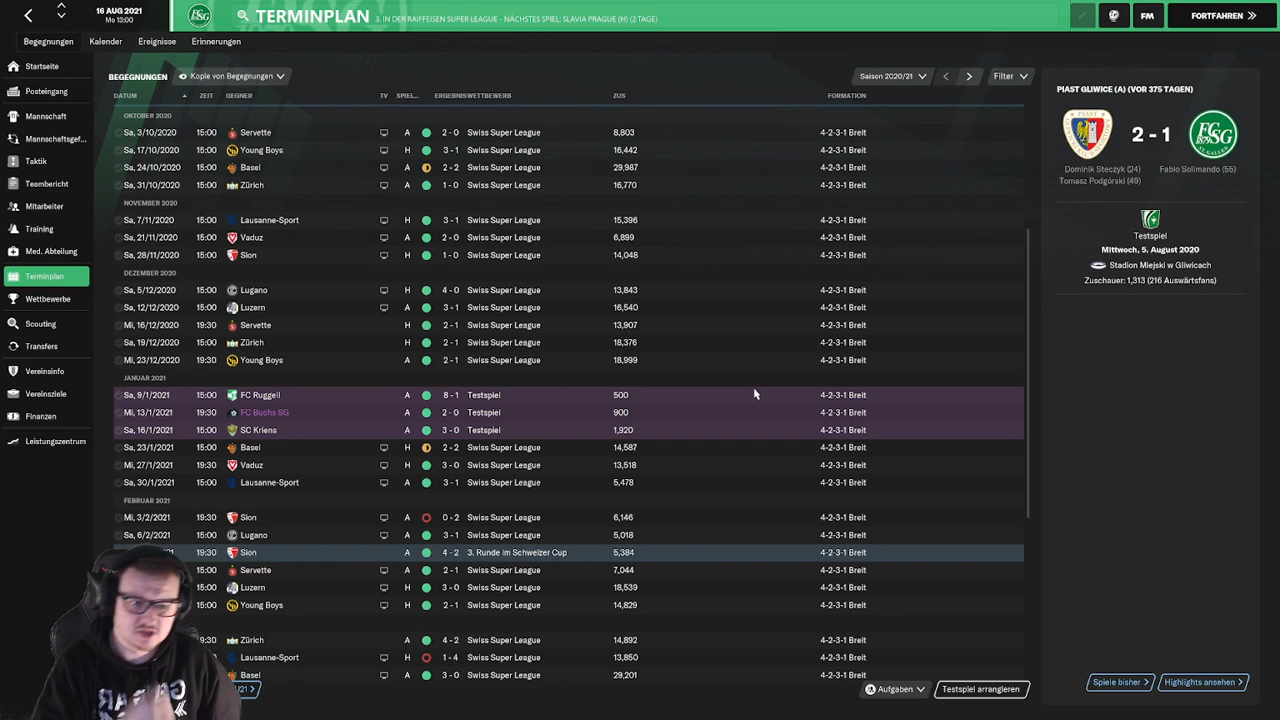 16 AUG 2021
Mo 13:00
TERMINPLAN
3. IN DER RAIFFEISEN SUPER LEAGUE - NÄCHSTES SPIEL: SLAVIA PRAGUE (H) (2 TAGE)
FM
FORTFAHREN
Begegnungen Kalender Ereignisse Erinnerungen
Startseite
Posteingang
Mannschaft
Mannschaftsgef...
Taktik
Teambericht
Mitarbeiter
Training
Med. Abteilung
Terminplan
Wettbewerbe
Scouting
Transfers
Vereinsinfo
Vereinsziele
Finanzen
Leistungszentrum
BEGEGNUNGEN Kopie von Begegnungen Saison 2020/21 Filter
DATUM ZEIT GEGNER TV SPIEL... ERGEBNIS WETTBEWERB ZUS FORMATION
OKTOBER 2020
Sa, 3/10/2020 15:00 Servette A 2 - 0 Swiss Super League 8,803 4-2-3-1 Breit
Sa, 17/10/2020 15:00 Young Boys H 3 - 1 Swiss Super League 16,442 4-2-3-1 Breit
Sa, 24/10/2020 15:00 Basel A 2 - 2 Swiss Super League 29,987 4-2-3-1 Breit
Sa, 31/10/2020 15:00 Zürich A 1 - 0 Swiss Super League 16,770 4-2-3-1 Breit
NOVEMBER 2020
Sa, 7/11/2020 15:00 Lausanne-Sport H 3 - 1 Swiss Super League 15,396 4-2-3-1 Breit
Sa, 21/11/2020 15:00 Vaduz A 2 - 0 Swiss Super League 6,899 4-2-3-1 Breit
Sa, 28/11/2020 15:00 Sion H 1 - 0 Swiss Super League 14,048 4-2-3-1 Breit
DEZEMBER 2020
Sa, 5/12/2020 15:00 Lugano H 4 - 0 Swiss Super League 13,843 4-2-3-1 Breit
Sa, 12/12/2020 15:00 Luzern A 3 - 1 Swiss Super League 16,540 4-2-3-1 Breit
Mi, 16/12/2020 19:30 Servette H 2 - 1 Swiss Super League 13,907 4-2-3-1 Breit
Sa, 19/12/2020 15:00 Zürich H 2 - 1 Swiss Super League 18,376 4-2-3-1 Breit
Mi, 23/12/2020 19:30 Young Boys A 2 - 1 Swiss Super League 18,999 4-2-3-1 Breit
JANUAR 2021
Sa, 9/1/2021 15:00 FC Ruggell A 8 - 1 Testspiel 500 4-2-3-1 Breit
Mi, 13/1/2021 19:30 FC Buchs SG A 2 - 0 Testspiel 900 4-2-3-1 Breit
Sa, 16/1/2021 15:00 SC Kriens A 3 - 0 Testspiel 1,920 4-2-3-1 Breit
Sa, 23/1/2021 15:00 Basel H 2 - 2 Swiss Super League 14,587 4-2-3-1 Breit
Mi, 27/1/2021 19:30 Vaduz H 3 - 0 Swiss Super League 13,518 4-2-3-1 Breit
Sa, 30/1/2021 15:00 Lausanne-Sport A 3 - 1 Swiss Super League 5,478 4-2-3-1 Breit
FEBRUAR 2021
Mi, 3/2/2021 19:30 Sion A 0 - 2 Swiss Super League 6,146 4-2-3-1 Breit
Sa, 6/2/2021 15:00 Lugano A 3 - 1 Swiss Super League 5,018 4-2-3-1 Breit
19:30 Sion A 4 - 2 3. Runde im Schweizer Cup 5,384 4-2-3-1 Breit
15:00 Servette A 2 - 1 Swiss Super League 7,044 4-2-3-1 Breit
15:00 Luzern H 3 - 0 Swiss Super League 18,539 4-2-3-1 Breit
15:00 Young Boys H 2 - 1 Swiss Super League 14,829 4-2-3-1 Breit
Zürich A 4 - 2 Swiss Super League 14,892 4-2-3-1 Breit
Lausanne-Sport H 1 - 4 Swiss Super League 13,850 4-2-3-1 Breit
Basel A 3 - 0 Swiss Super League 29,201 4-2-3-1 Breit
Aufgaben Testspiel arrangieren
PIAST GLIWICE (A) (VOR 375 TAGEN)
2 - 1
Dominik Steczyk (24) Fabio Solimando (55)
Tomasz Podgórski (49)
Testspiel
Mittwoch, 5. August 2020
Stadion Miejski w Gliwicach
Zuschauer: 1,313 (216 Auswärtsfans)
Spiele bisher Highlights ansehen